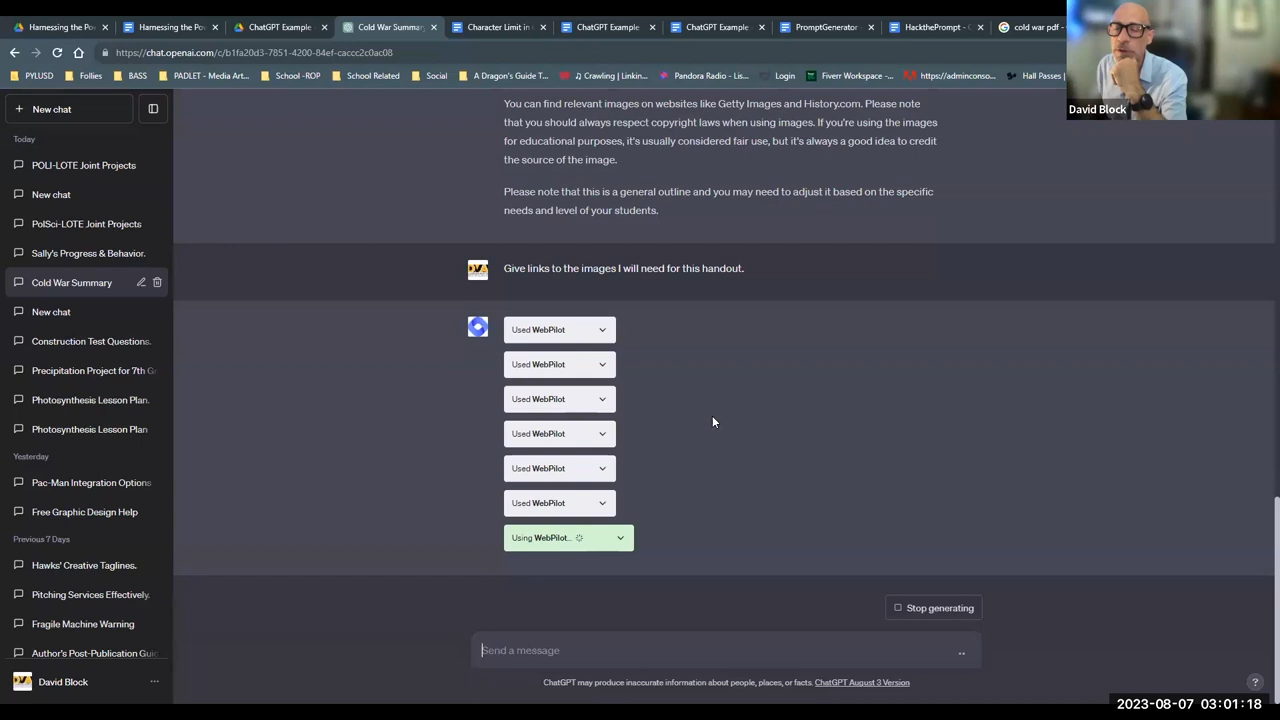 Harnessing the Pow
Harnessing the Pow
ChatGPT Example
Cold War Summary
Character Limit in
ChatGPT Example
ChatGPT Example
PromptGenerator
HackthePrompt - G
cold war pdf -
https://chat.openai.com/c/b1fa20d3-7851-4200-84ef-caccc2c0ac08
PYLUSD
Follies
BASS
PADLET - Media Art...
School -ROP
School Related
Social
A Dragon's Guide T...
Crawling | Linkin...
Pandora Radio - Lis...
Login
Fiverr Workspace -...
https://adminconso...
Hall Passes |
David Block
New chat
Today
POLI-LOTE Joint Projects
New chat
PolSci-LOTE Joint Projects
Sally's Progress & Behavior.
Cold War Summary
New chat
Construction Test Questions.
Precipitation Project for 7th Gr
Photosynthesis Lesson Plan.
Photosynthesis Lesson Plan
Yesterday
Pac-Man Integration Options
Free Graphic Design Help
Previous 7 Days
Hawks' Creative Taglines.
Pitching Services Effectively.
Fragile Machine Warning
Author's Post-Publication Guid
David Block
You can find relevant images on websites like Getty Images and History.com. Please note
that you should always respect copyright laws when using images. If you're using the images
for educational purposes, it's usually considered fair use, but it's always a good idea to credit
the source of the image.
Please note that this is a general outline and you may need to adjust it based on the specific
needs and level of your students.
Give links to the images I will need for this handout.
Used WebPilot
Used WebPilot
Used WebPilot
Used WebPilot
Used WebPilot
Used WebPilot
Using WebPilot...
Stop generating
Send a message
ChatGPT may produce inaccurate information about people, places, or facts. ChatGPT August 3 Version
?
2023-08-07 03:01:18